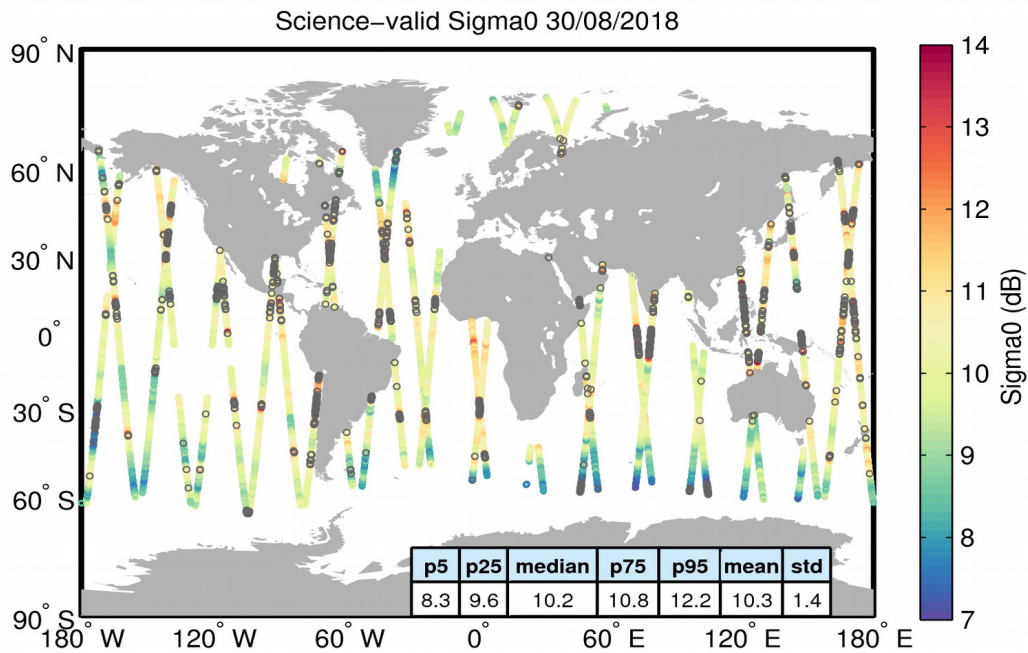 Science−valid Sigma0 30/08/2018
90° N
60° N
30° N
0°
30° S
60° S
90° S
180° W
120° W
60° W
0°
60° E
120° E
180° E
p5 p25 median p75 p95 mean std
8.3 9.6 10.2 10.8 12.2 10.3 1.4
14
13
12
11
10
9
8
7
Sigma0 (dB)